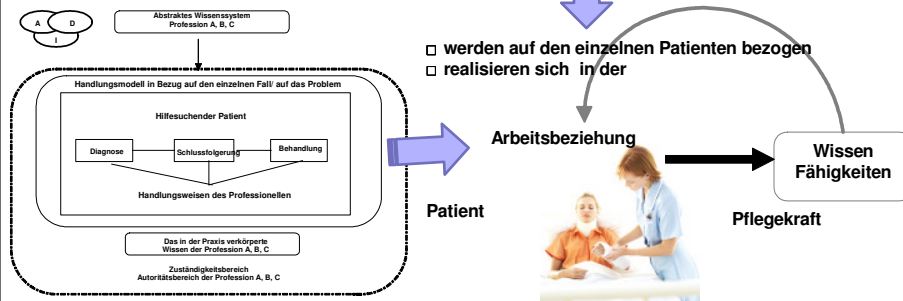 A D
I
Abstraktes Wissenssystem
Profession A, B, C
Handlungsmodell in Bezug auf den einzelnen Fall/ auf das Problem
Hilfesuchender Patient
Diagnose
Schlussfolgerung
Behandlung
Handlungsweisen des Professionellen
Das in der Praxis verkörperte
Wissen der Profession A, B, C
Zuständigkeitsbereich
Autoritätsbereich der Profession A, B, C
□ werden auf den einzelnen Patienten bezogen
□ realisieren sich in der
Arbeitsbeziehung
Patient
Pflegekraft
Wissen
Fähigkeiten